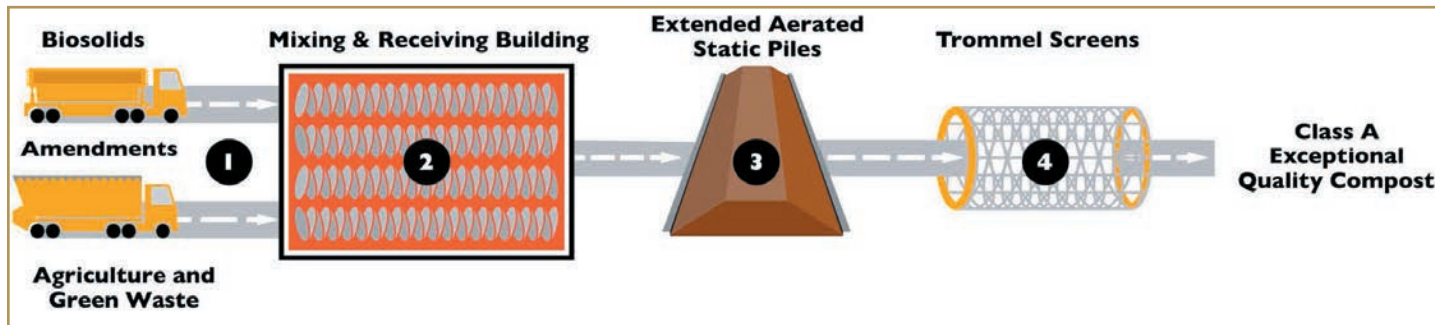 Biosolids
Amendments
Agriculture and
Green Waste
1
Mixing & Receiving Building
2
Extended Aerated
Static Piles
3
Trommel Screens
4
Class A
Exceptional
Quality Compost